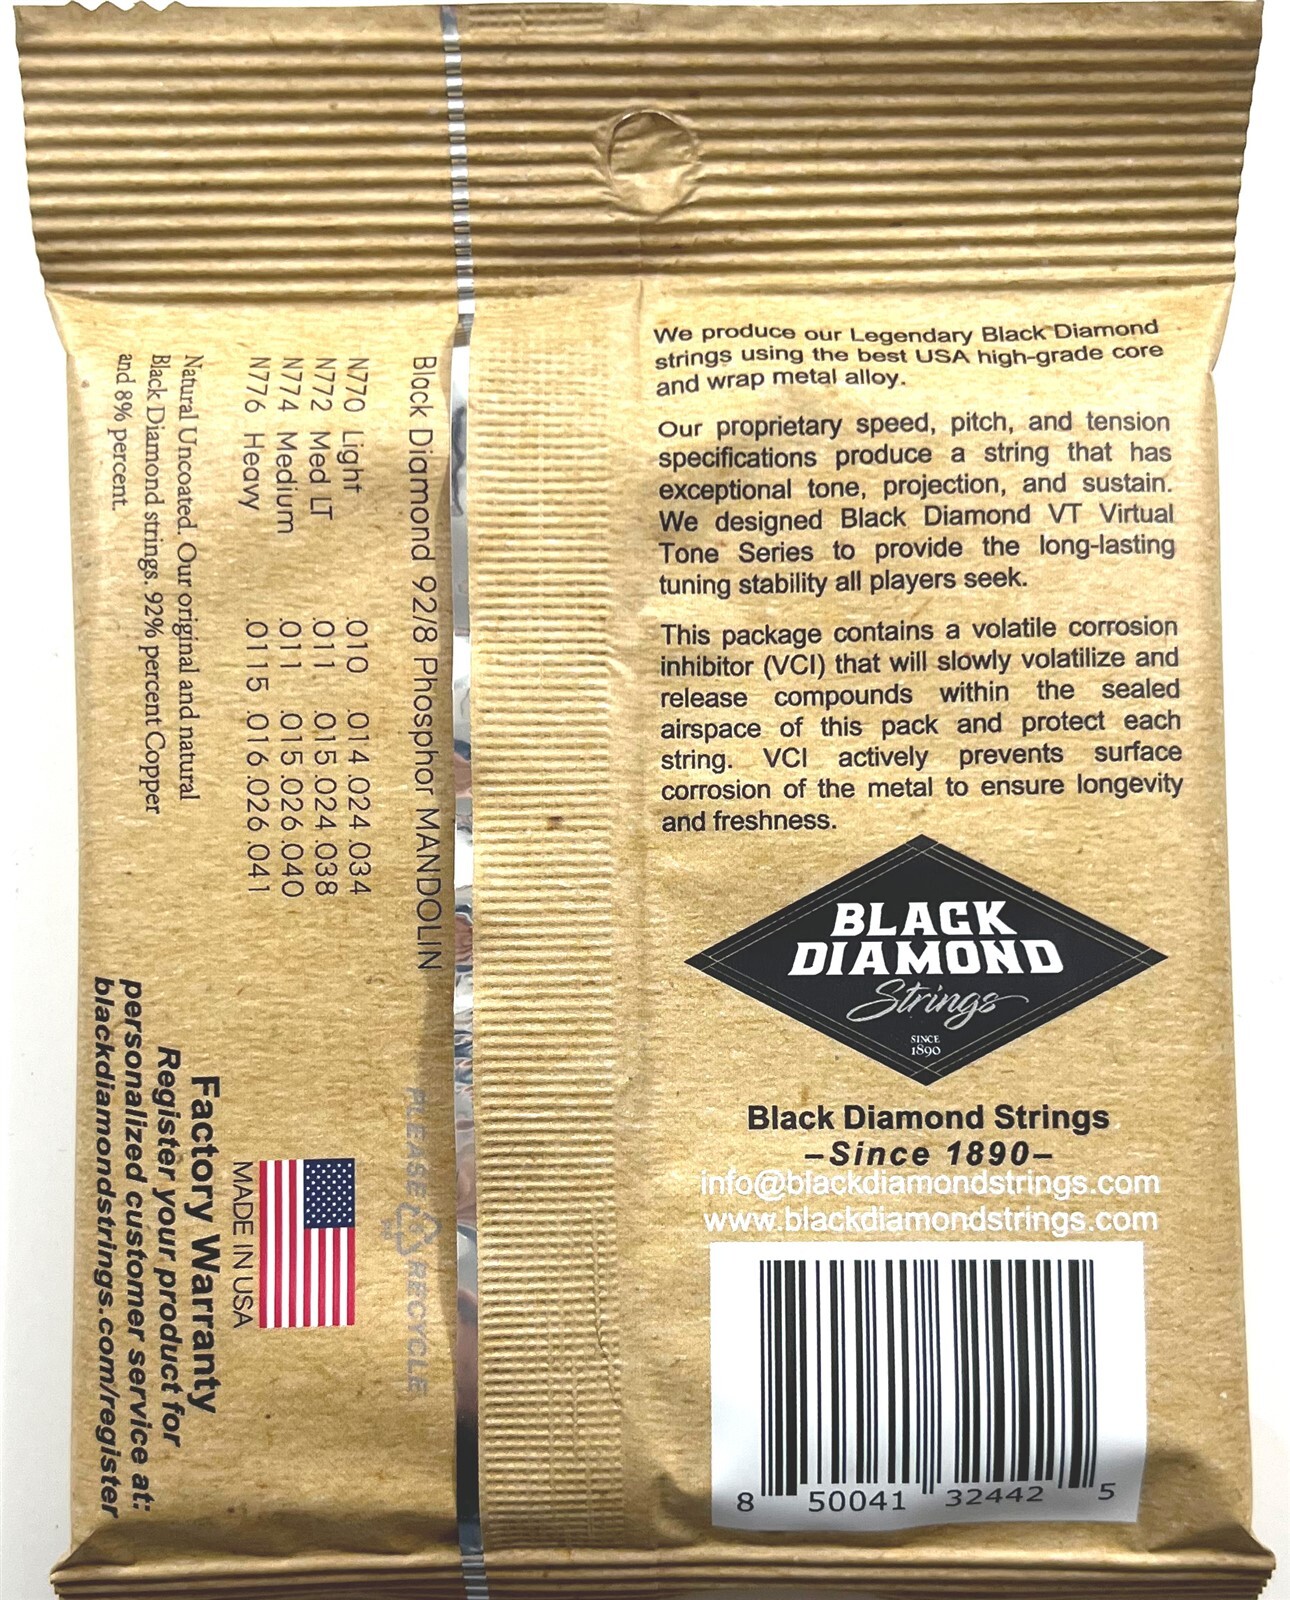 We produce our Legendary Black Diamond
strings using the best USA high-grade core
and wrap metal alloy.
Our proprietary speed, pitch, and tension
specifications produce a string that has
exceptional tone, projection, and sustain.
We designed Black Diamond VT Virtual
Tone Series to provide the long-lasting
tuning stability all players seek.
This package contains a volatile corrosion
inhibitor (VCI) that will slowly volatilize and
release compounds within the sealed
airspace of this pack and protect each
string. VCI actively prevents surface
corrosion of the metal to ensure longevity
and freshness.
BLACK
DIAMOND
Strings
SINCE
1890
Black Diamond Strings
–Since 1890–
info@blackdiamondstrings.com
www.blackdiamondstrings.com
8 50041 32442 5
Black Diamond 92/8 Phosphor MANDOLIN
N770 Light .010 .014 .024 .034
N772 Med LT .011 .015 .024 .038
N774 Medium .011 .015 .026 .040
N776 Heavy .0115 .016 .026 .041
Natural Uncoated. Our original and natural
Black Diamond strings. 92% percent Copper
and 8% percent.
PLEASE RECYCLE
MADE IN USA
Factory Warranty
Register your product for
personalized customer service at:
blackdiamondstrings.com/register